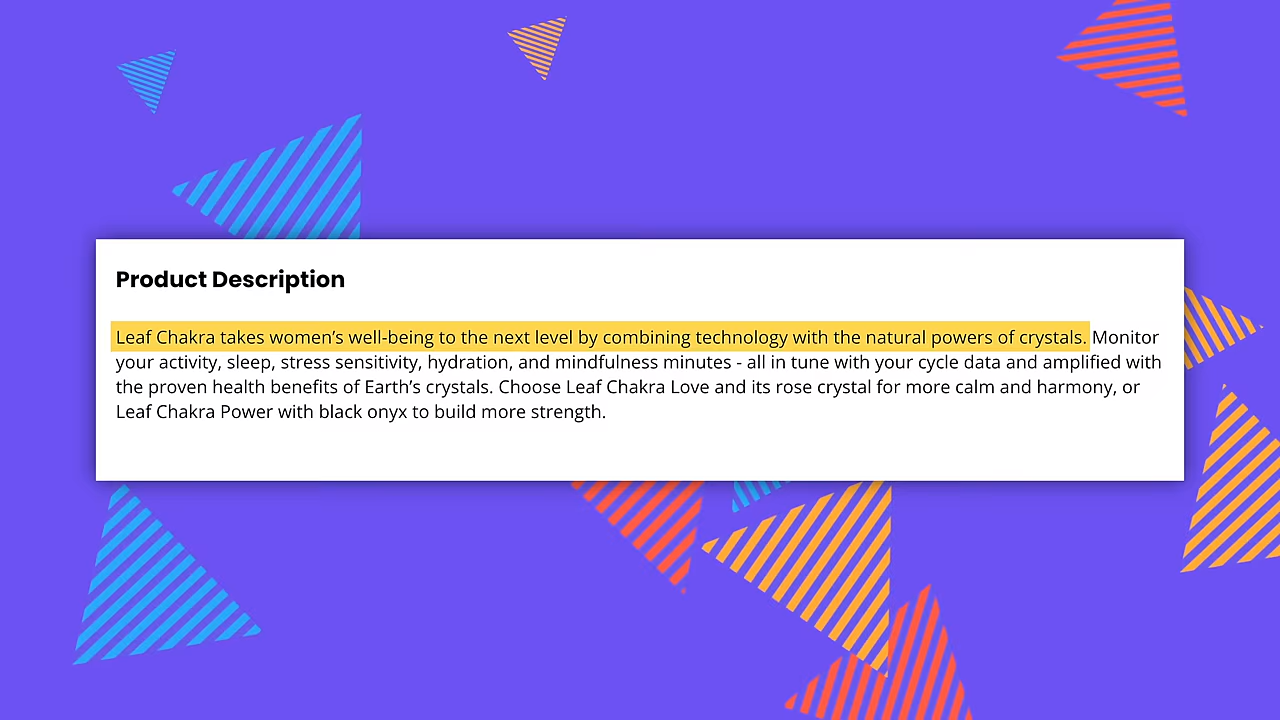 Product Description
Leaf Chakra takes women’s well-being to the next level by combining technology with the natural powers of crystals. Monitor
your activity, sleep, stress sensitivity, hydration, and mindfulness minutes - all in tune with your cycle data and amplified with
the proven health benefits of Earth’s crystals. Choose Leaf Chakra Love and its rose crystal for more calm and harmony, or
Leaf Chakra Power with black onyx to build more strength.